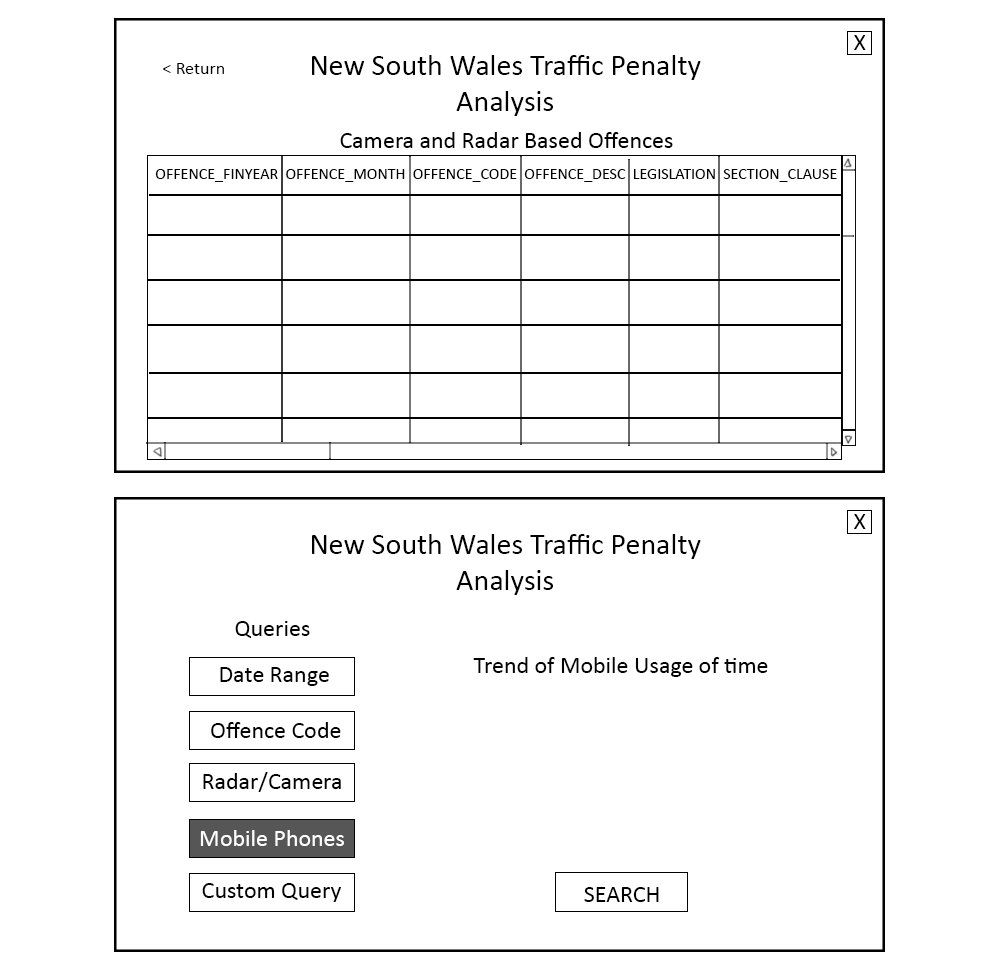 X
< Return
New South Wales Traffic Penalty
Analysis
Camera and Radar Based Offences
OFFENCE_FINYEAR OFFENCE_MONTH OFFENCE_CODE OFFENCE_DESC LEGISLATION SECTION_CLAUSE
X
New South Wales Traffic Penalty
Analysis
Queries
Date Range
Trend of Mobile Usage of time
Offence Code
Radar/Camera
Mobile Phones
Custom Query
SEARCH